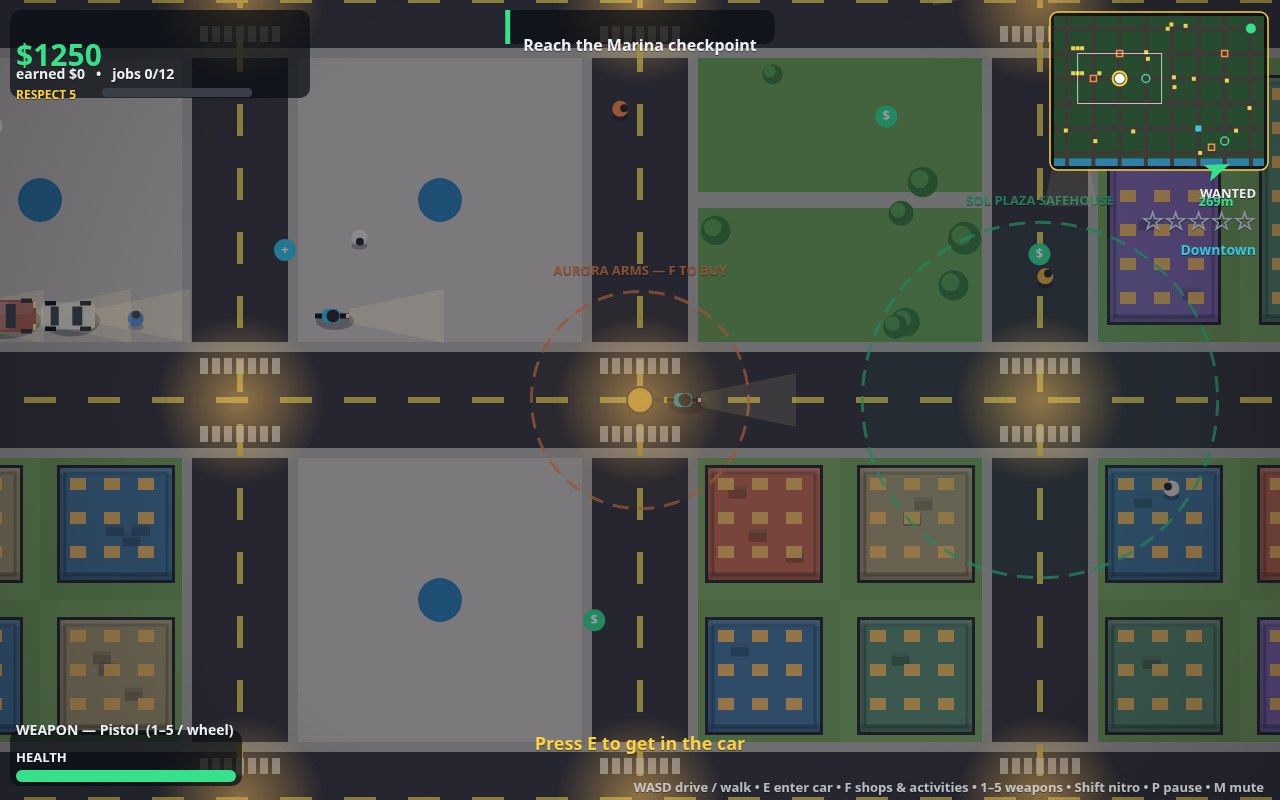 $1250
earned $0 • jobs 0/12
RESPECT 5
Reach the Marina checkpoint
WANTED
269m
☆☆☆☆☆
Downtown
$
SOL PLAZA SAFEHOUSE
$
+
AURORA ARMS — F TO BUY
$
WEAPON — Pistol (1–5 / wheel)
HEALTH
Press E to get in the car
WASD drive / walk • E enter car • F shops & activities • 1–5 weapons • Shift nitro • P pause • M mute